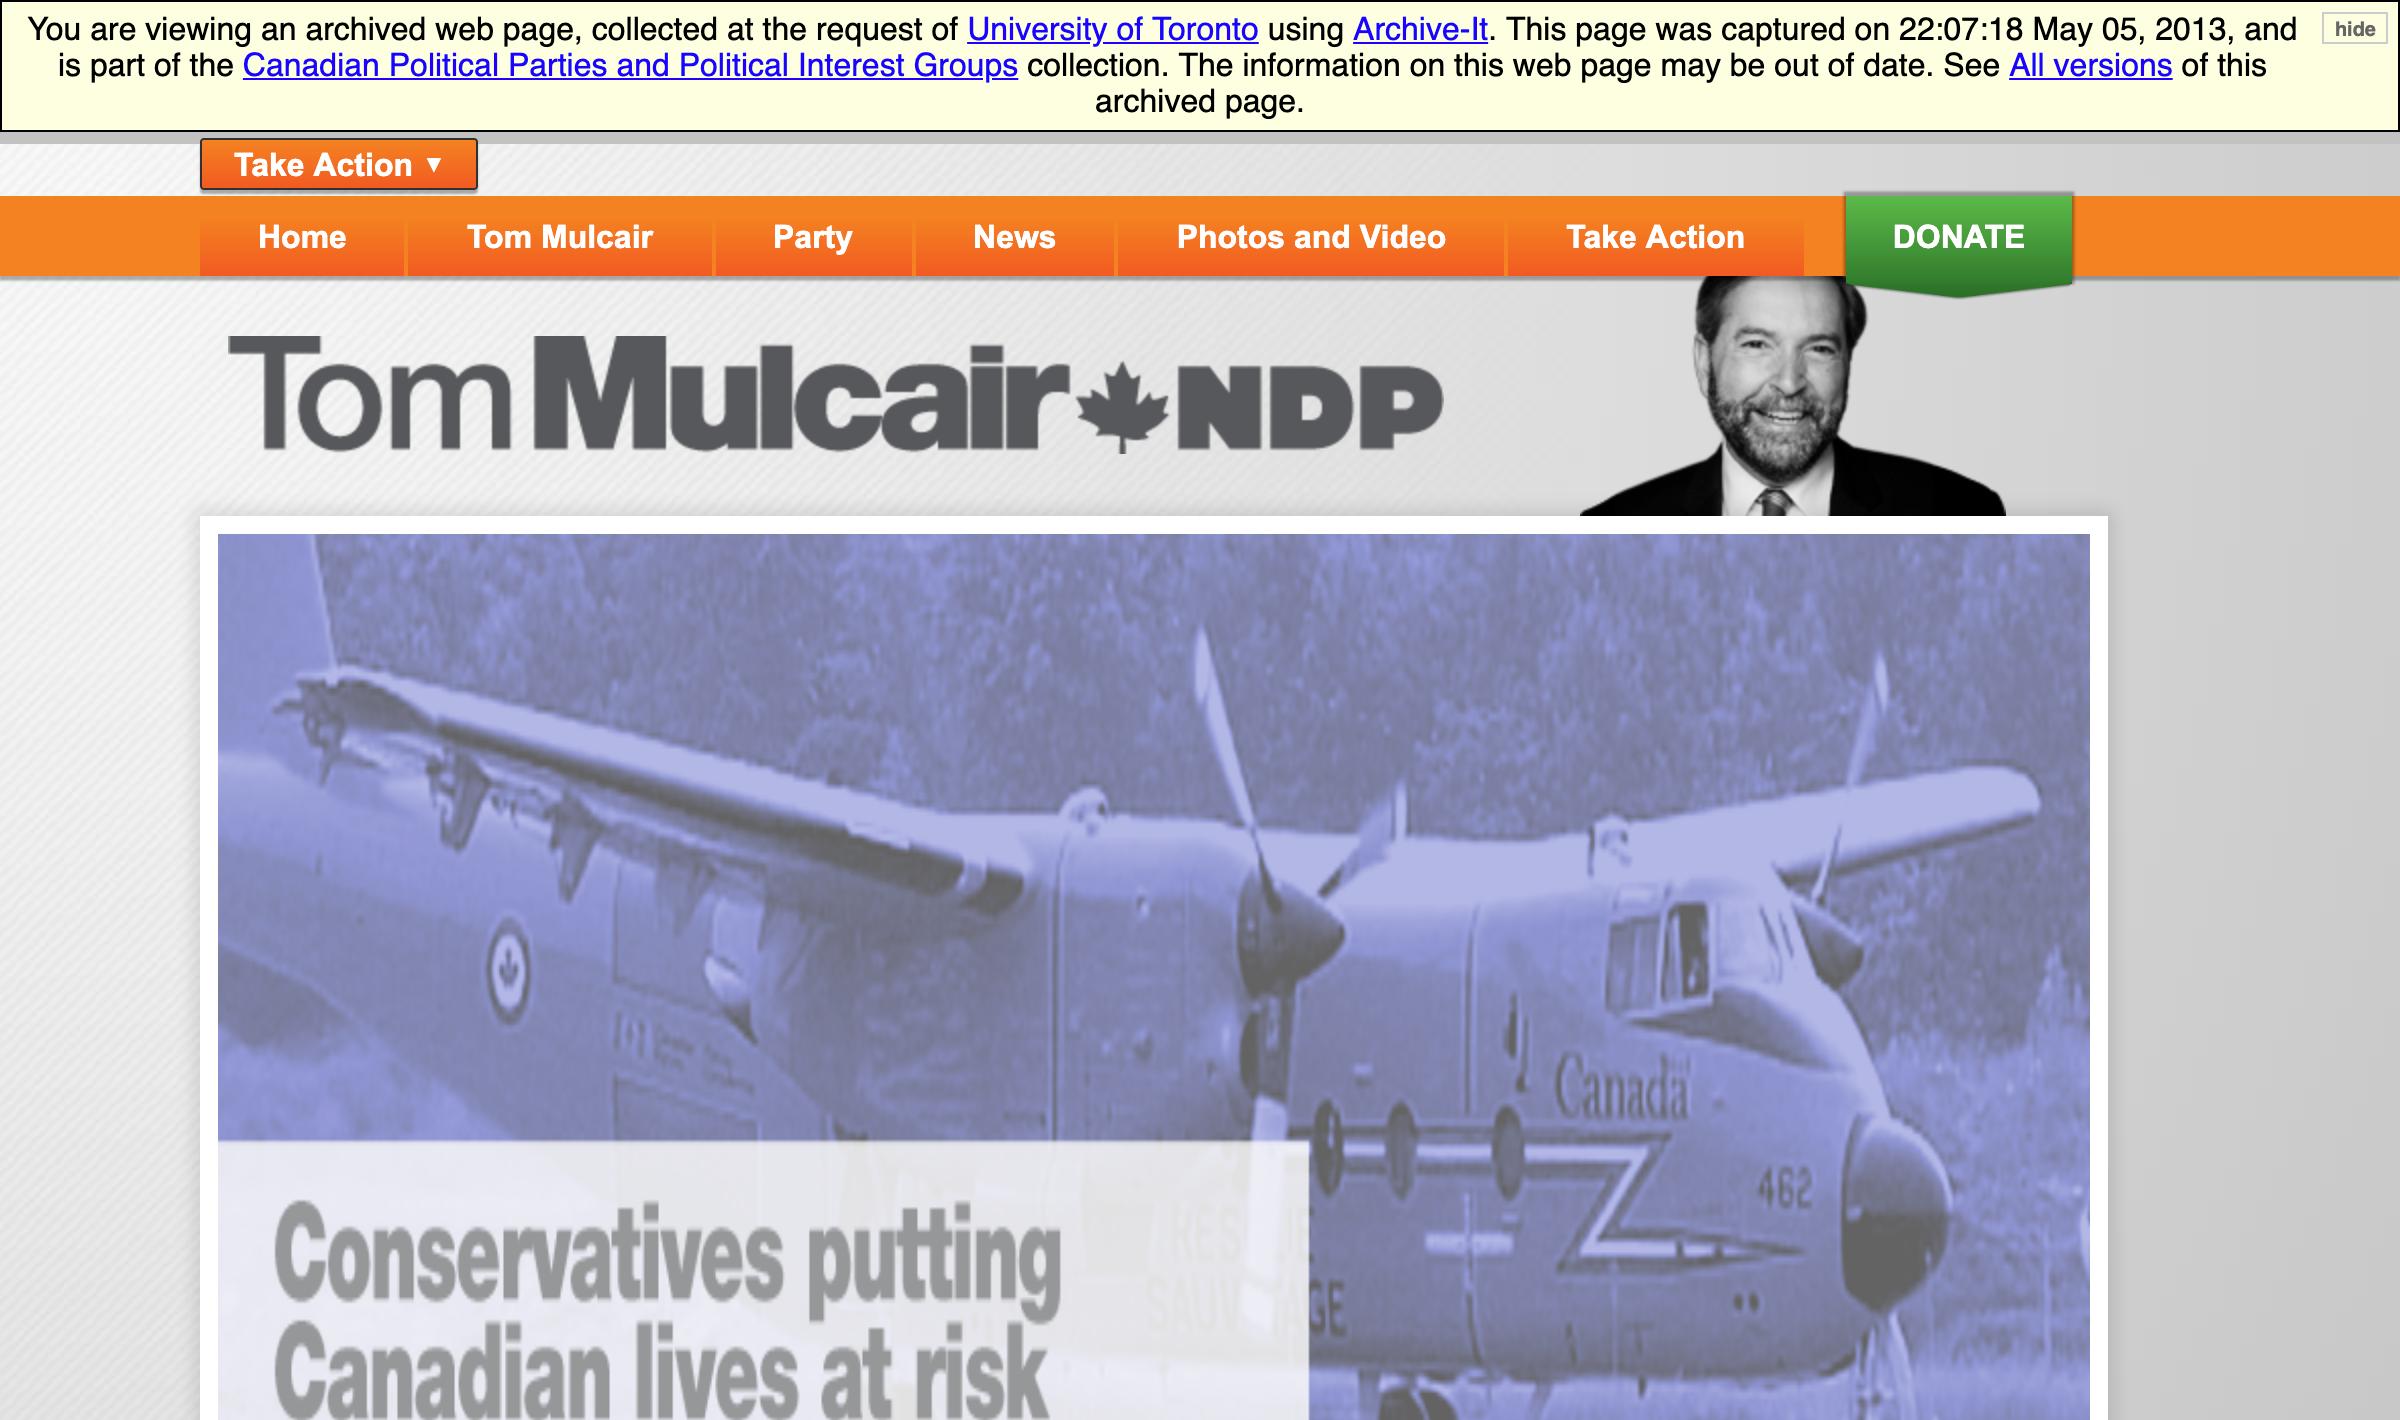 You are viewing an archived web page, collected at the request of University of Toronto using Archive-It. This page was captured on 22:07:18 May 05, 2013, and
is part of the Canadian Political Parties and Political Interest Groups collection. The information on this web page may be out of date. See All versions of this
archived page.
hide
Take Action ▼
Home
Tom Mulcair
Party
News
Photos and Video
Take Action
DONATE
Tom Mulcair NDP
Canada
462
Conservatives putting
Canadian lives at risk